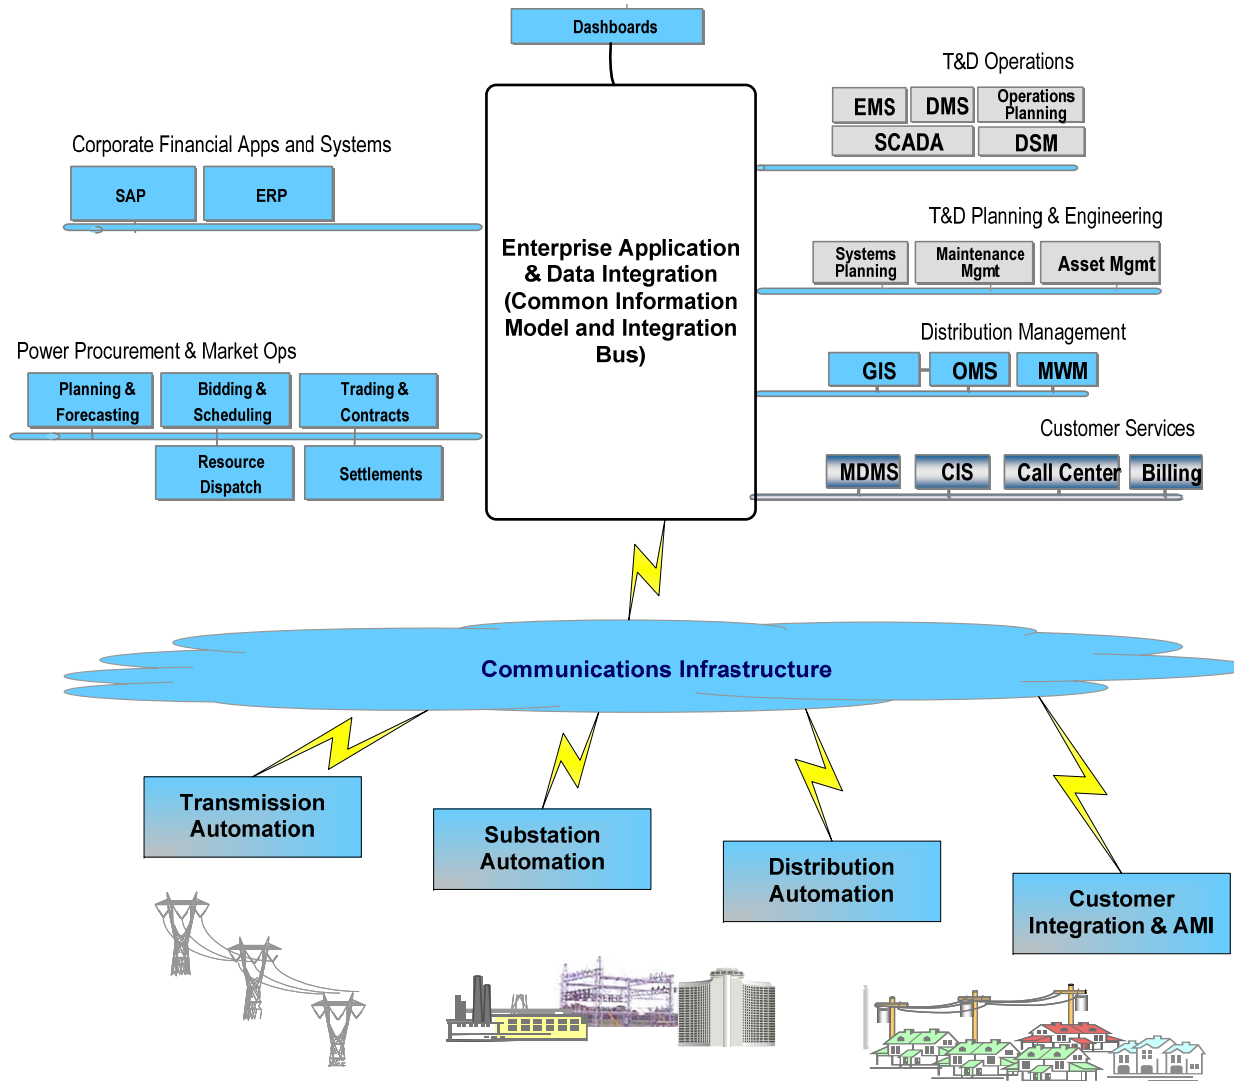 Dashboards
T&D Operations
EMS
DMS
Operations
Planning
SCADA
DSM
Corporate Financial Apps and Systems
SAP
ERP
T&D Planning & Engineering
Systems
Planning
Maintenance
Mgmt
Asset Mgmt
Enterprise Application
& Data Integration
(Common Information
Model and Integration
Bus)
Distribution Management
GIS
OMS
MWM
Power Procurement & Market Ops
Planning &
Forecasting
Bidding &
Scheduling
Trading &
Contracts
Resource
Dispatch
Settlements
Customer Services
MDMS
CIS
Call Center
Billing
Communications Infrastructure
Transmission
Automation
Substation
Automation
Distribution
Automation
Customer
Integration & AMI